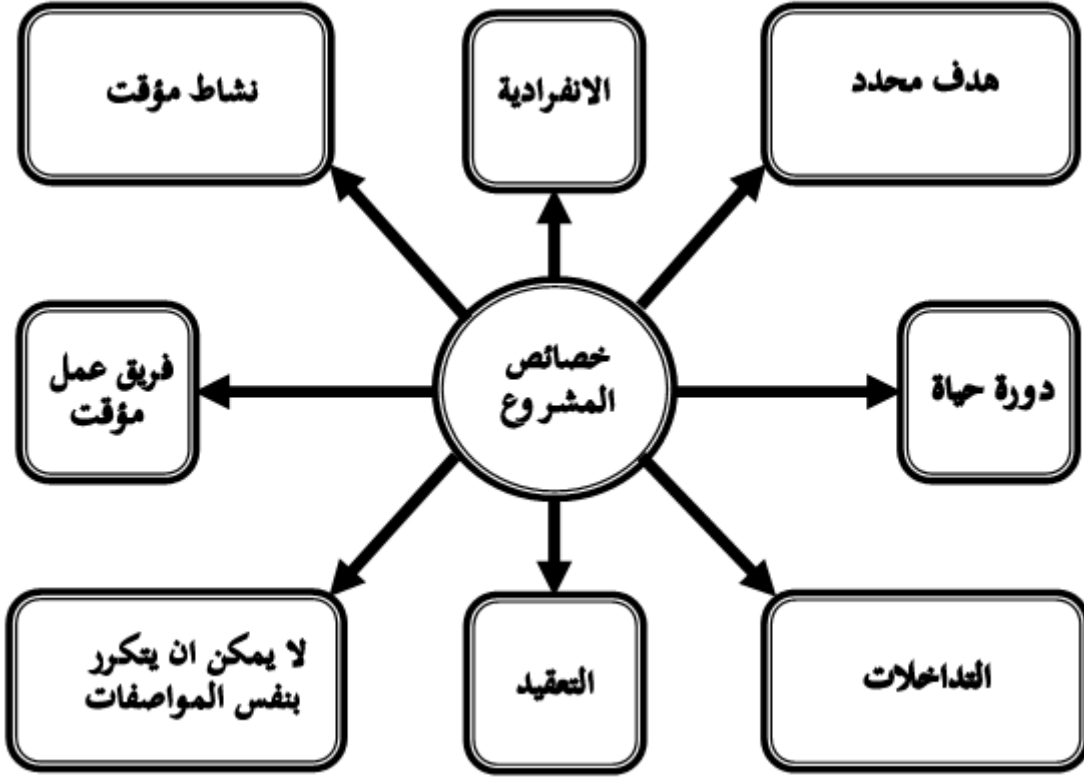 هدف محدد
الانفرادية
نشاط مؤقت
دورة حياة
خصائص
المشروع
فريق عمل
مؤقت
التداخلات
التعقيد
لا يمكن ان يتكرر
بنفس المواصفات